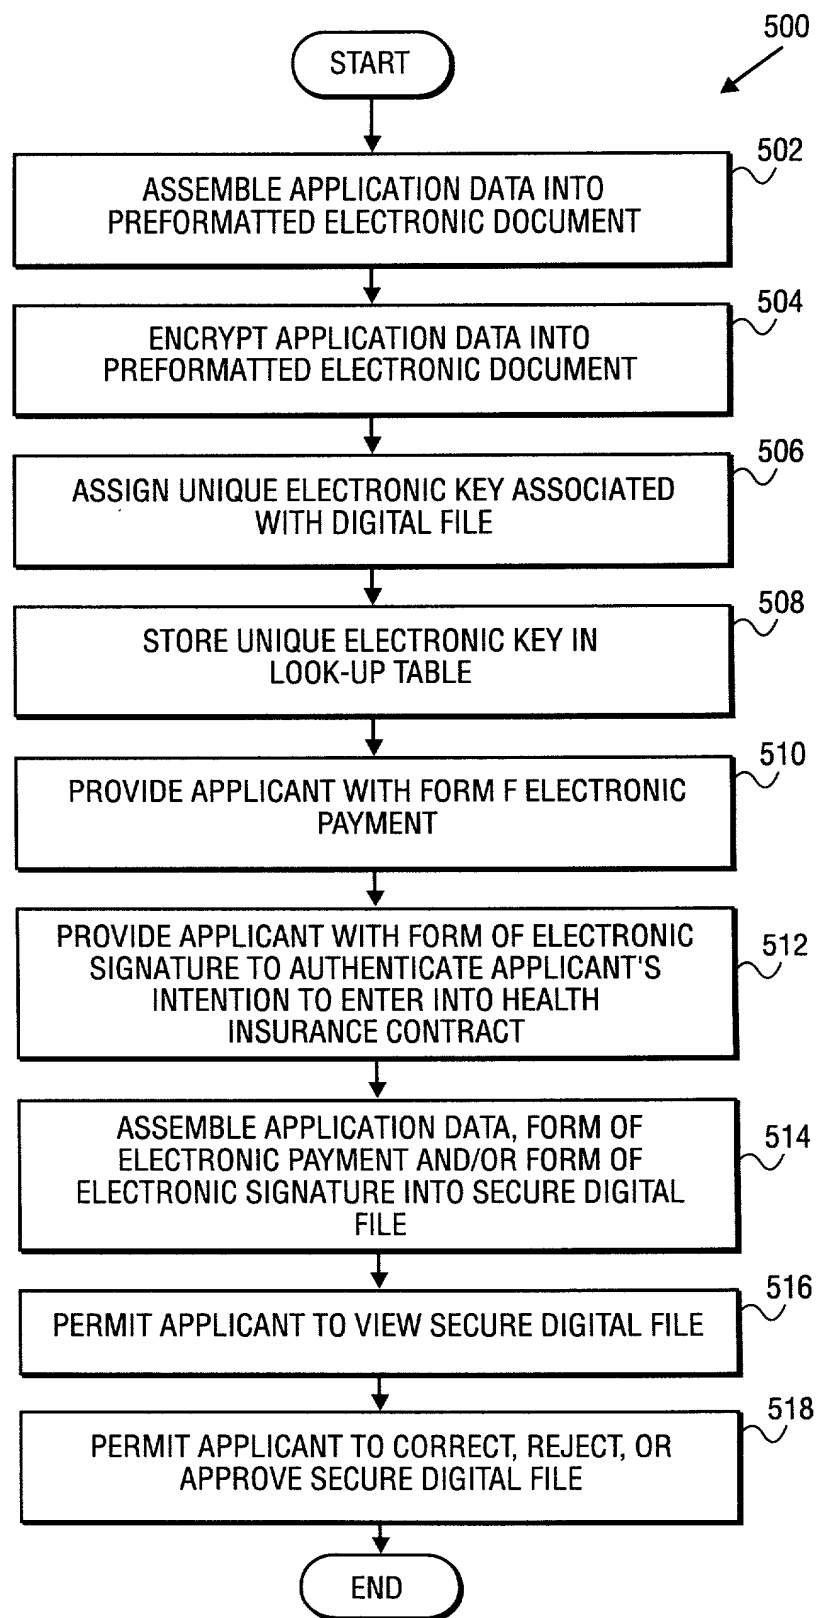 500
START
502
ASSEMBLE APPLICATION DATA INTO
PREFORMATTED ELECTRONIC DOCUMENT
504
ENCRYPT APPLICATION DATA INTO
PREFORMATTED ELECTRONIC DOCUMENT
506
ASSIGN UNIQUE ELECTRONIC KEY ASSOCIATED
WITH DIGITAL FILE
508
STORE UNIQUE ELECTRONIC KEY IN
LOOK-UP TABLE
510
PROVIDE APPLICANT WITH FORM F ELECTRONIC
PAYMENT
512
PROVIDE APPLICANT WITH FORM OF ELECTRONIC
SIGNATURE TO AUTHENTICATE APPLICANT'S
INTENTION TO ENTER INTO HEALTH
INSURANCE CONTRACT
514
ASSEMBLE APPLICATION DATA, FORM OF
ELECTRONIC PAYMENT AND/OR FORM OF
ELECTRONIC SIGNATURE INTO SECURE DIGITAL
FILE
516
PERMIT APPLICANT TO VIEW SECURE DIGITAL FILE
518
PERMIT APPLICANT TO CORRECT, REJECT, OR
APPROVE SECURE DIGITAL FILE
END